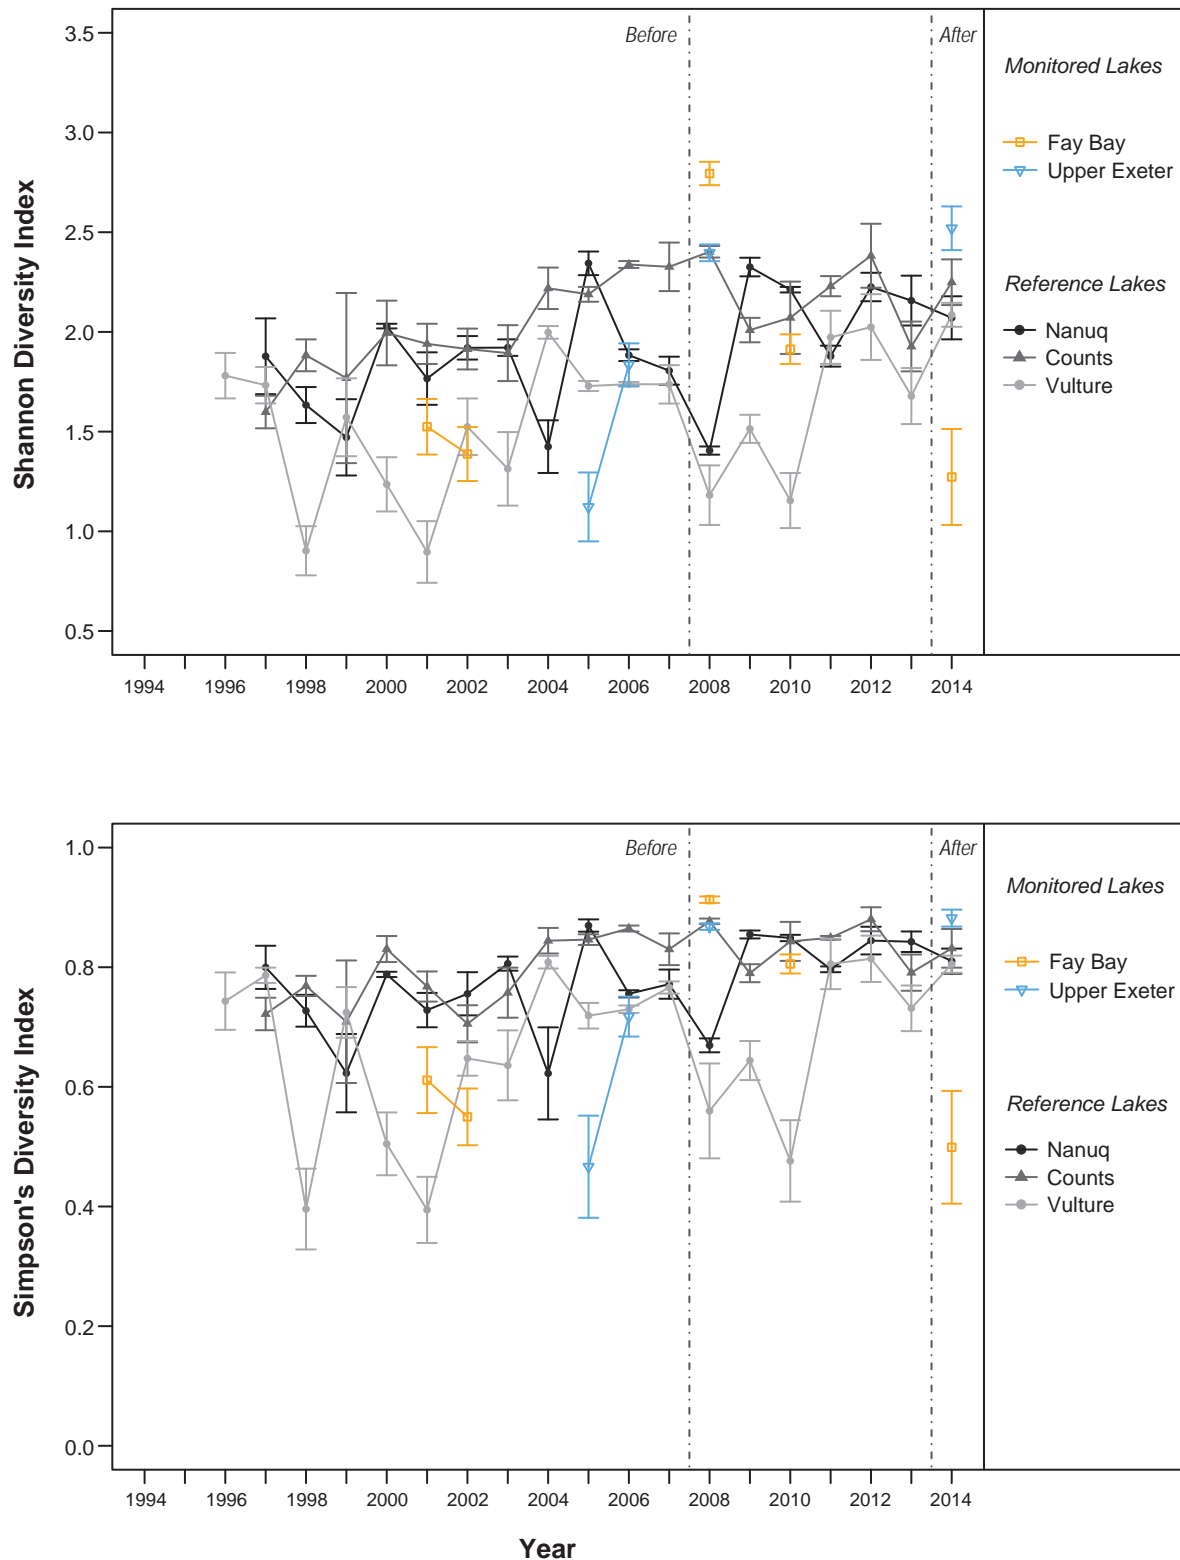 Before
After
3.5
3.0
2.5
2.0
1.5
1.0
0.5
Shannon Diversity Index
1994 1996 1998 2000 2002 2004 2006 2008 2010 2012 2014
Monitored Lakes
Fay Bay
Upper Exeter
Reference Lakes
Nanuq
Counts
Vulture
Before
After
1.0
0.8
0.6
0.4
0.2
0.0
Simpson's Diversity Index
1994 1996 1998 2000 2002 2004 2006 2008 2010 2012 2014
Year
Monitored Lakes
Fay Bay
Upper Exeter
Reference Lakes
Nanuq
Counts
Vulture